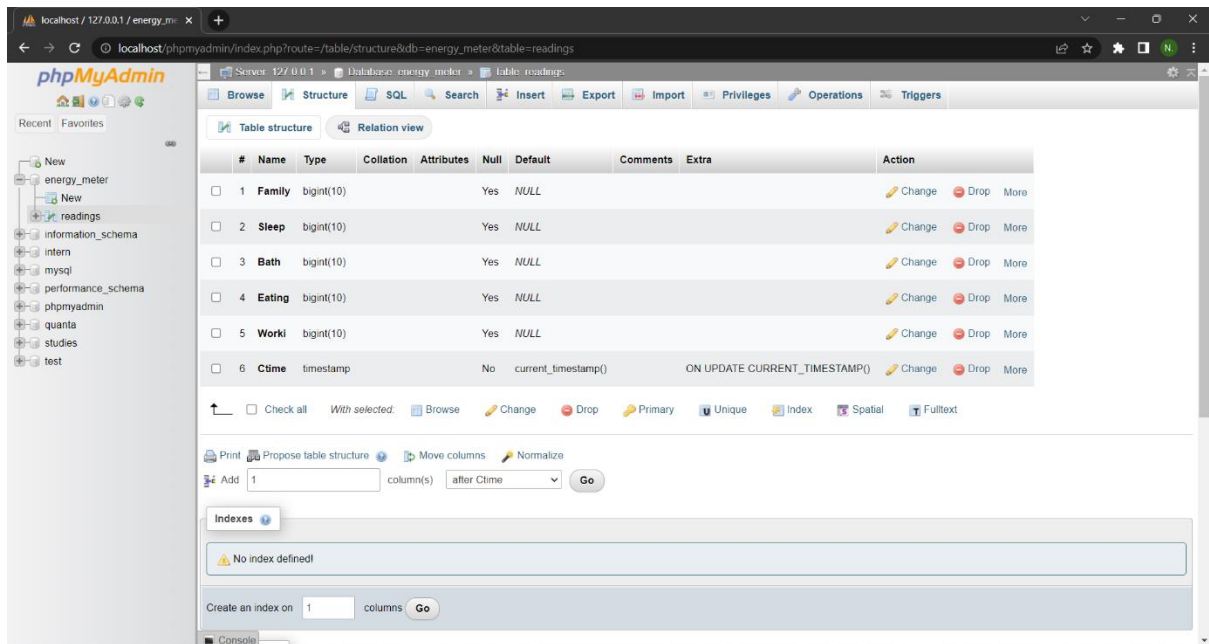 localhost / 127.0.0.1 / energy_me
localhost/phpmyadmin/index.php?route=/table/structure&db=energy_meter&table=readings
N.
phpMyAdmin
Recent Favorites
New
energy_meter
New
readings
information_schema
intern
mysql
performance_schema
phpmyadmin
quanta
studies
test
Server: 127.0.0.1 » Database: energy_meter » Table: readings
Browse Structure SQL Search Insert Export Import Privileges Operations Triggers
Table structure Relation view
# Name Type Collation Attributes Null Default Comments Extra Action
1 Family bigint(10) Yes NULL Change Drop More
2 Sleep bigint(10) Yes NULL Change Drop More
3 Bath bigint(10) Yes NULL Change Drop More
4 Eating bigint(10) Yes NULL Change Drop More
5 Worki bigint(10) Yes NULL Change Drop More
6 Ctime timestamp No current_timestamp() ON UPDATE CURRENT_TIMESTAMP() Change Drop More
Check all With selected: Browse Change Drop Primary Unique Index Spatial Fulltext
Print Propose table structure Move columns Normalize
Add 1 column(s) after Ctime Go
Indexes
No index defined!
Create an index on 1 columns Go
Console